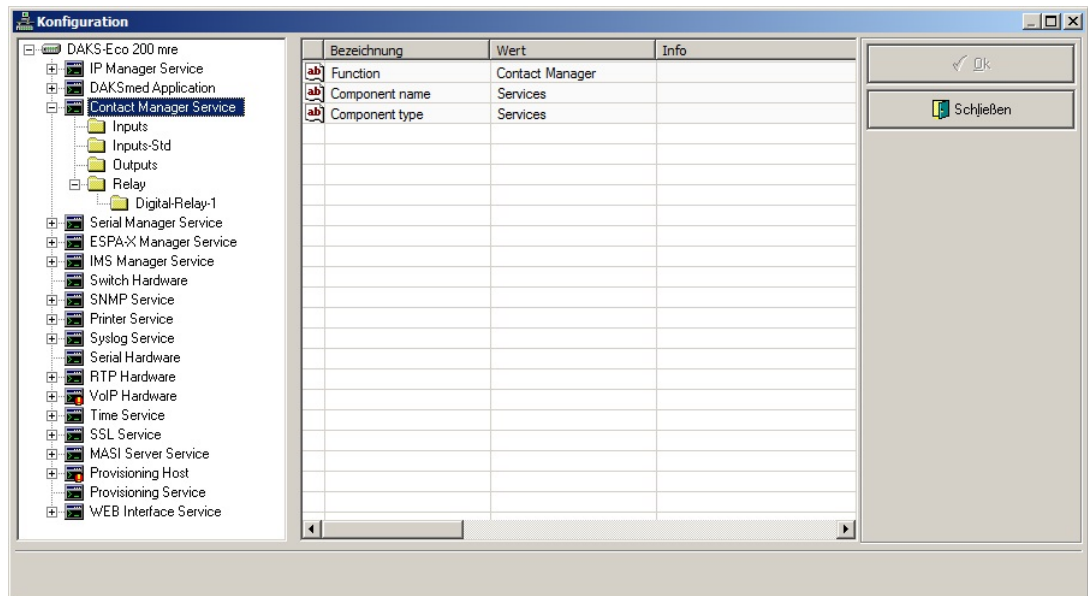 Konfiguration
DAKS-Eco 200 mre
IP Manager Service
DAKSmed Application
Contact Manager Service
Inputs
Inputs-Std
Outputs
Relay
Digital-Relay-1
Serial Manager Service
ESPA-X Manager Service
IMS Manager Service
Switch Hardware
SNMP Service
Printer Service
Syslog Service
Serial Hardware
RTP Hardware
VoIP Hardware
Time Service
SSL Service
MASI Server Service
Provisioning Host
Provisioning Service
WEB Interface Service
Bezeichnung Wert Info
ab Function Contact Manager
ab Component name Services
ab Component type Services
Ok
Schließen